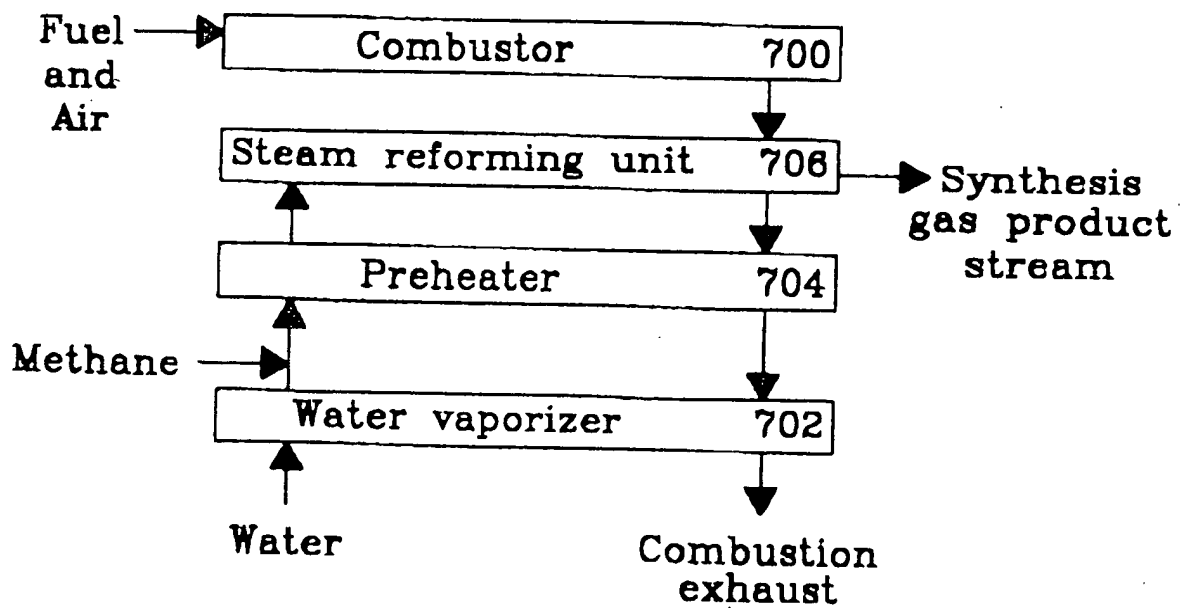 Fuel
and
Air
Combustor 700
Steam reforming unit 706
Synthesis
gas product
stream
Preheater 704
Methane
Water vaporizer 702
Water
Combustion
exhaust